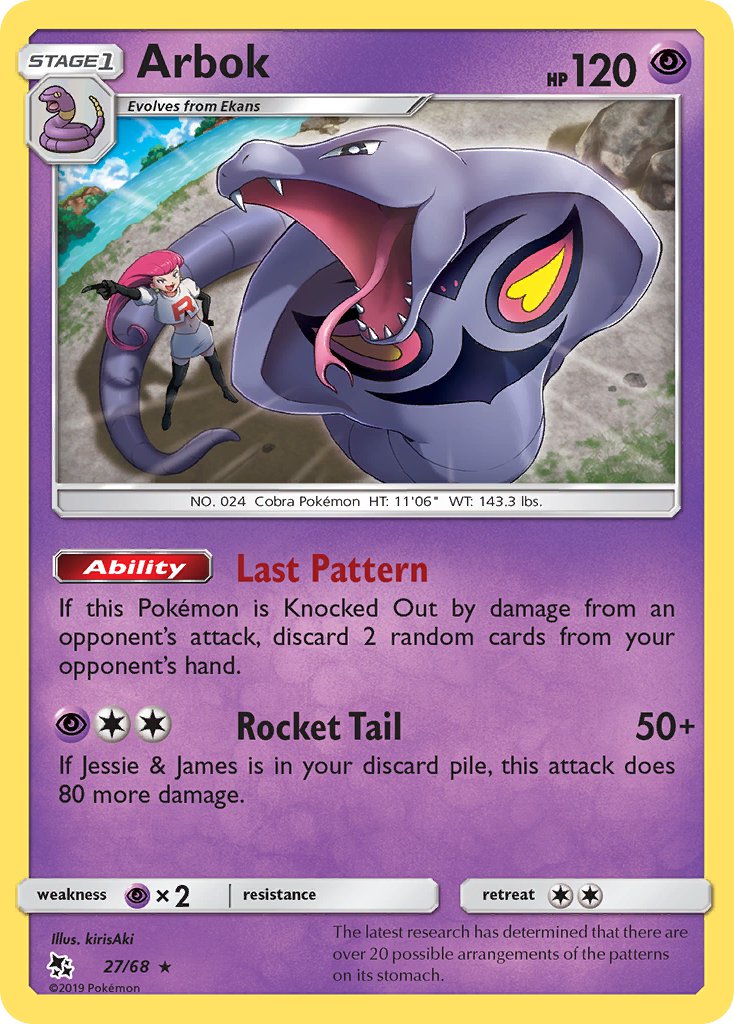 STAGE1
Arbok
HP 120
Evolves from Ekans
R
NO. 024 Cobra Pokémon HT: 11'06" WT: 143.3 lbs.
Ability Last Pattern
If this Pokémon is Knocked Out by damage from an
opponent's attack, discard 2 random cards from your
opponent's hand.
Rocket Tail 50+
If Jessie & James is in your discard pile, this attack does
80 more damage.
weakness ×2 resistance retreat
Illus. kirisAki
27/68 ★
©2019 Pokémon
The latest research has determined that there are
over 20 possible arrangements of the patterns
on its stomach.